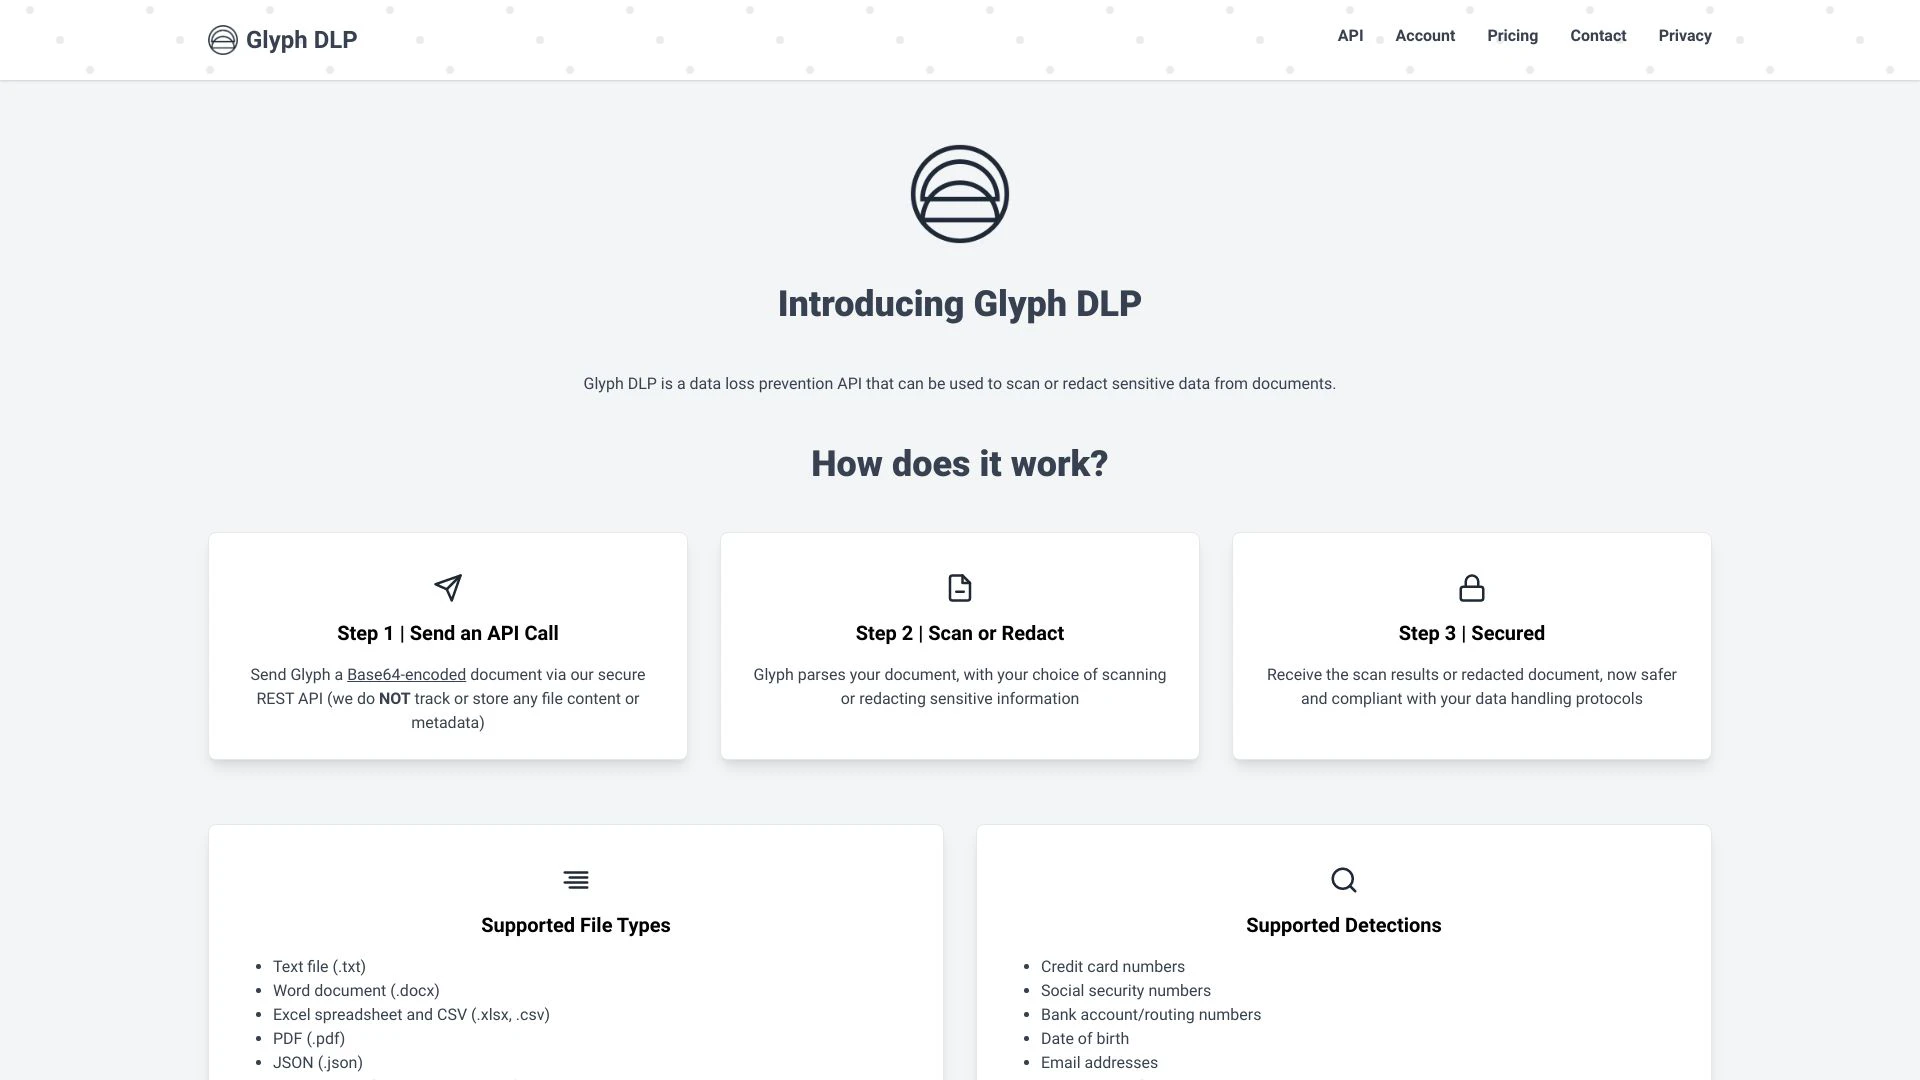 Glyph DLP
API
Account
Pricing
Contact
Privacy
Introducing Glyph DLP
Glyph DLP is a data loss prevention API that can be used to scan or redact sensitive data from documents.
How does it work?
Step 1 | Send an API Call
Send Glyph a Base64-encoded document via our secure
REST API (we do NOT track or store any file content or
metadata)
Step 2 | Scan or Redact
Glyph parses your document, with your choice of scanning
or redacting sensitive information
Step 3 | Secured
Receive the scan results or redacted document, now safer
and compliant with your data handling protocols
Supported File Types
• Text file (.txt)
• Word document (.docx)
• Excel spreadsheet and CSV (.xlsx, .csv)
• PDF (.pdf)
• JSON (.json)
Supported Detections
• Credit card numbers
• Social security numbers
• Bank account/routing numbers
• Date of birth
• Email addresses